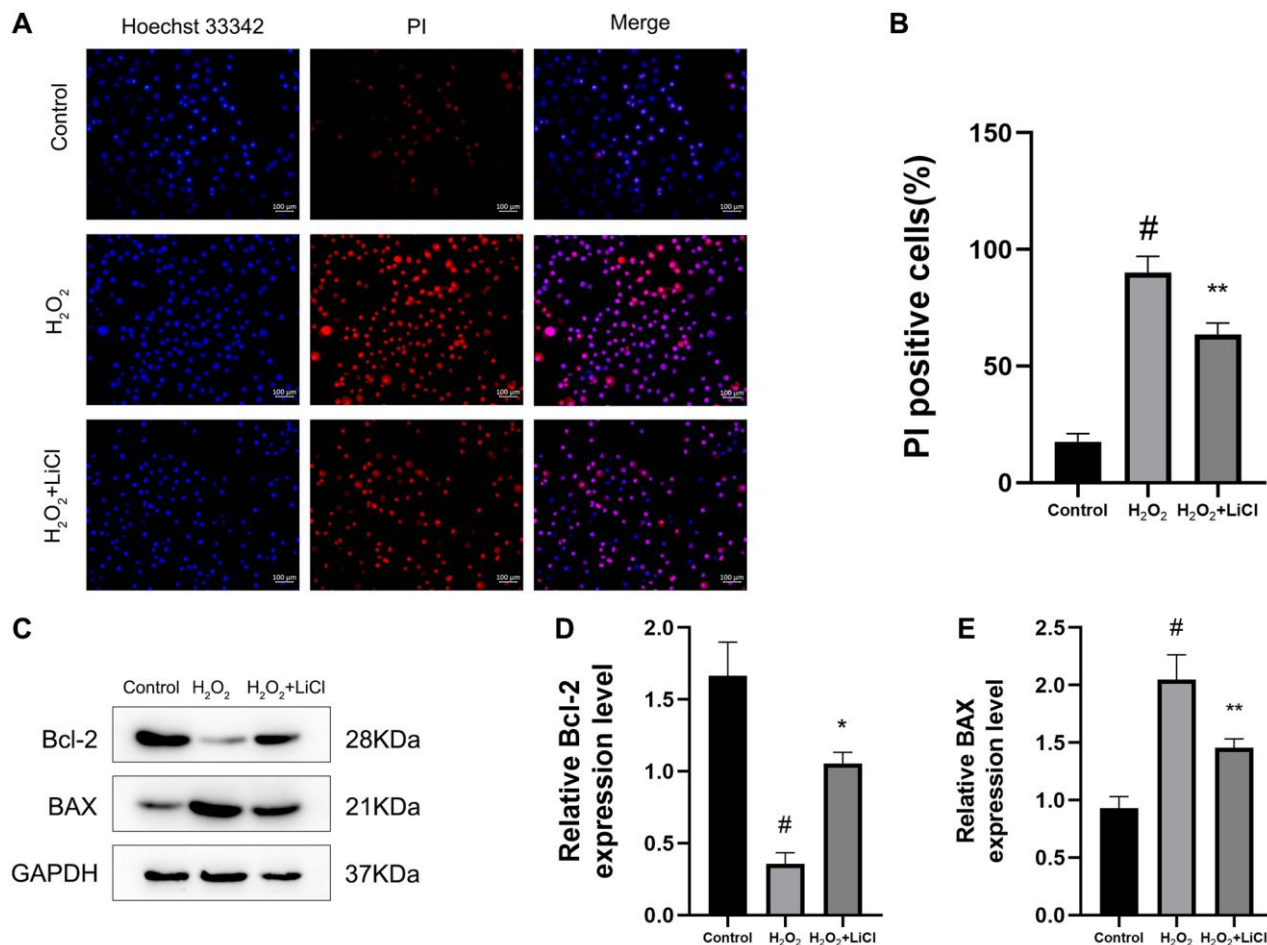 A
Hoechst 33342
PI
Merge
Control
100 µm
100 µm
100 µm
H₂O₂
100 µm
100 µm
100 µm
H₂O₂+LiCl
100 µm
100 µm
100 µm
B
PI positive cells(%)
150
100
50
0
#
**
Control
H₂O₂
H₂O₂+LiCl
C
Control H₂O₂ H₂O₂+LiCl
Bcl-2 28KDa
BAX 21KDa
GAPDH 37KDa
D
Relative Bcl-2
expression level
2.0
1.5
1.0
0.5
0.0
#
*
Control
H₂O₂
H₂O₂+LiCl
E
Relative BAX
expression level
2.5
2.0
1.5
1.0
0.5
0.0
#
**
Control
H₂O₂
H₂O₂+LiCl